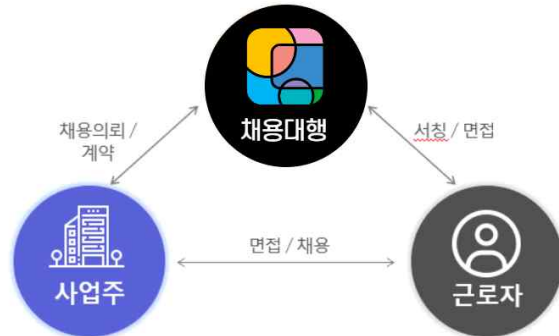 채용대행
채용의뢰 /
계약
서칭 / 면접
면접 / 채용
사업주
근로자